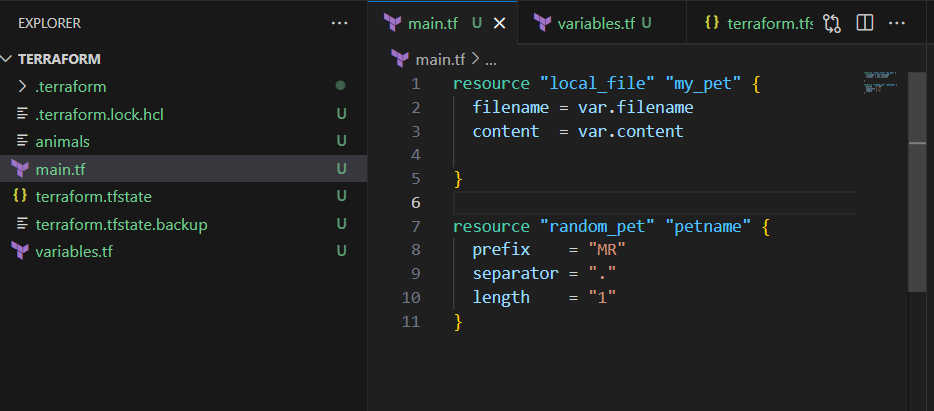 EXPLORER
TERRAFORM
.terraform
.terraform.lock.hcl U
animals U
main.tf U
terraform.tfstate U
terraform.tfstate.backup U
variables.tf U
main.tf U
variables.tf U
terraform.tfs
main.tf > ...
1 resource "local_file" "my_pet" {
2   filename = var.filename
3   content  = var.content
4
5 }
6
7 resource "random_pet" "petname" {
8   prefix    = "MR"
9   separator = "."
10   length    = "1"
11 }